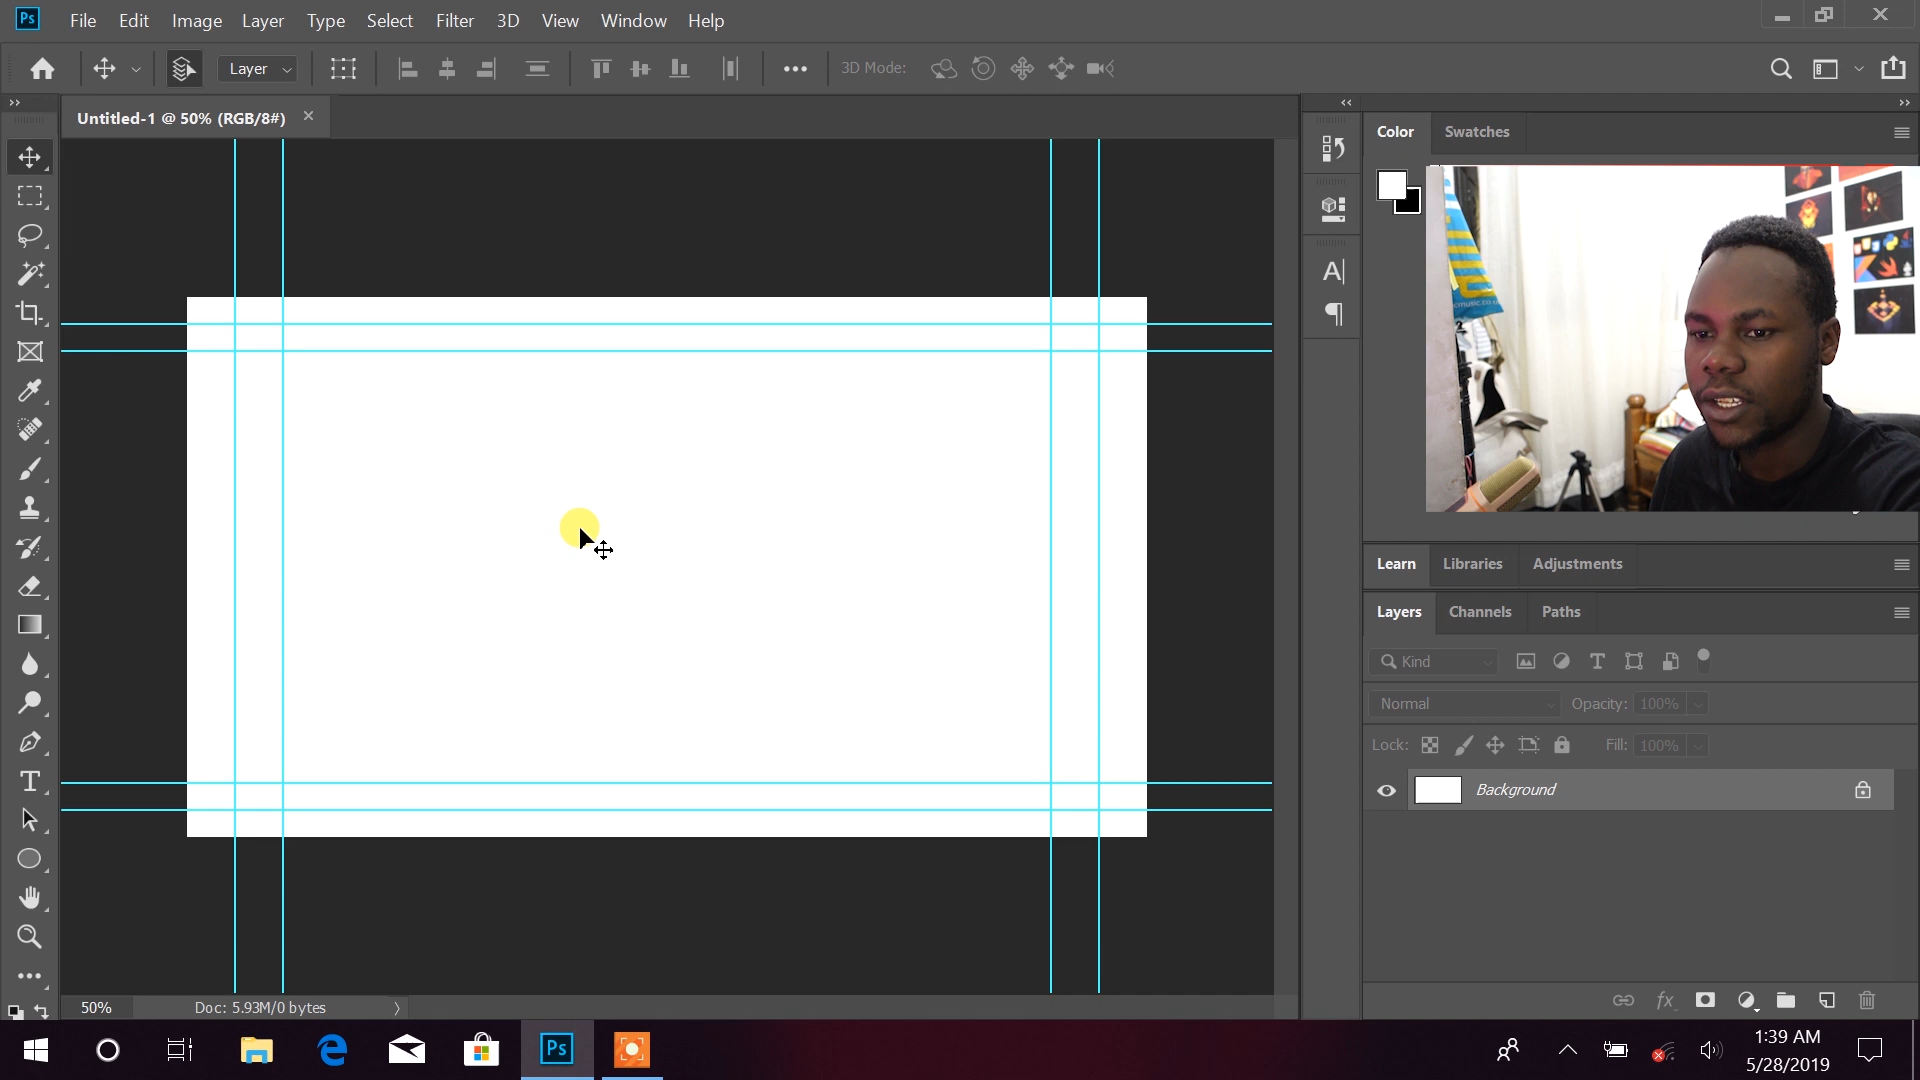 Ps File Edit Image Layer Type Select Filter 3D View Window Help
Layer 3D Mode:
Untitled-1 @ 50% (RGB/8#)
Color Swatches
Learn Libraries Adjustments
Layers Channels Paths
Kind
Normal Opacity: 100%
Lock: Fill: 100%
Background
50% Doc: 5.93M/0 bytes
Ps
1:39 AM
5/28/2019